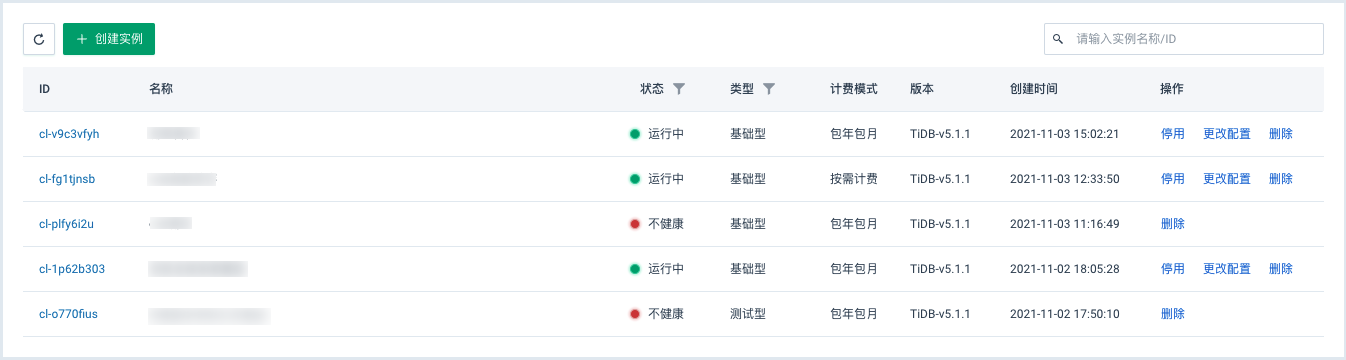 创建实例
请输入实例名称/ID
ID 名称 状态 类型 计费模式 版本 创建时间 操作
cl-v9c3vfyh 运行中 基础型 包年包月 TiDB-v5.1.1 2021-11-03 15:02:21 停用 更改配置 删除
cl-fg1tjnsb 运行中 基础型 按需计费 TiDB-v5.1.1 2021-11-03 12:33:50 停用 更改配置 删除
cl-plfy6i2u 不健康 基础型 包年包月 TiDB-v5.1.1 2021-11-03 11:16:49 删除
cl-1p62b303 运行中 基础型 包年包月 TiDB-v5.1.1 2021-11-02 18:05:28 停用 更改配置 删除
cl-o770fius 不健康 测试型 包年包月 TiDB-v5.1.1 2021-11-02 17:50:10 删除